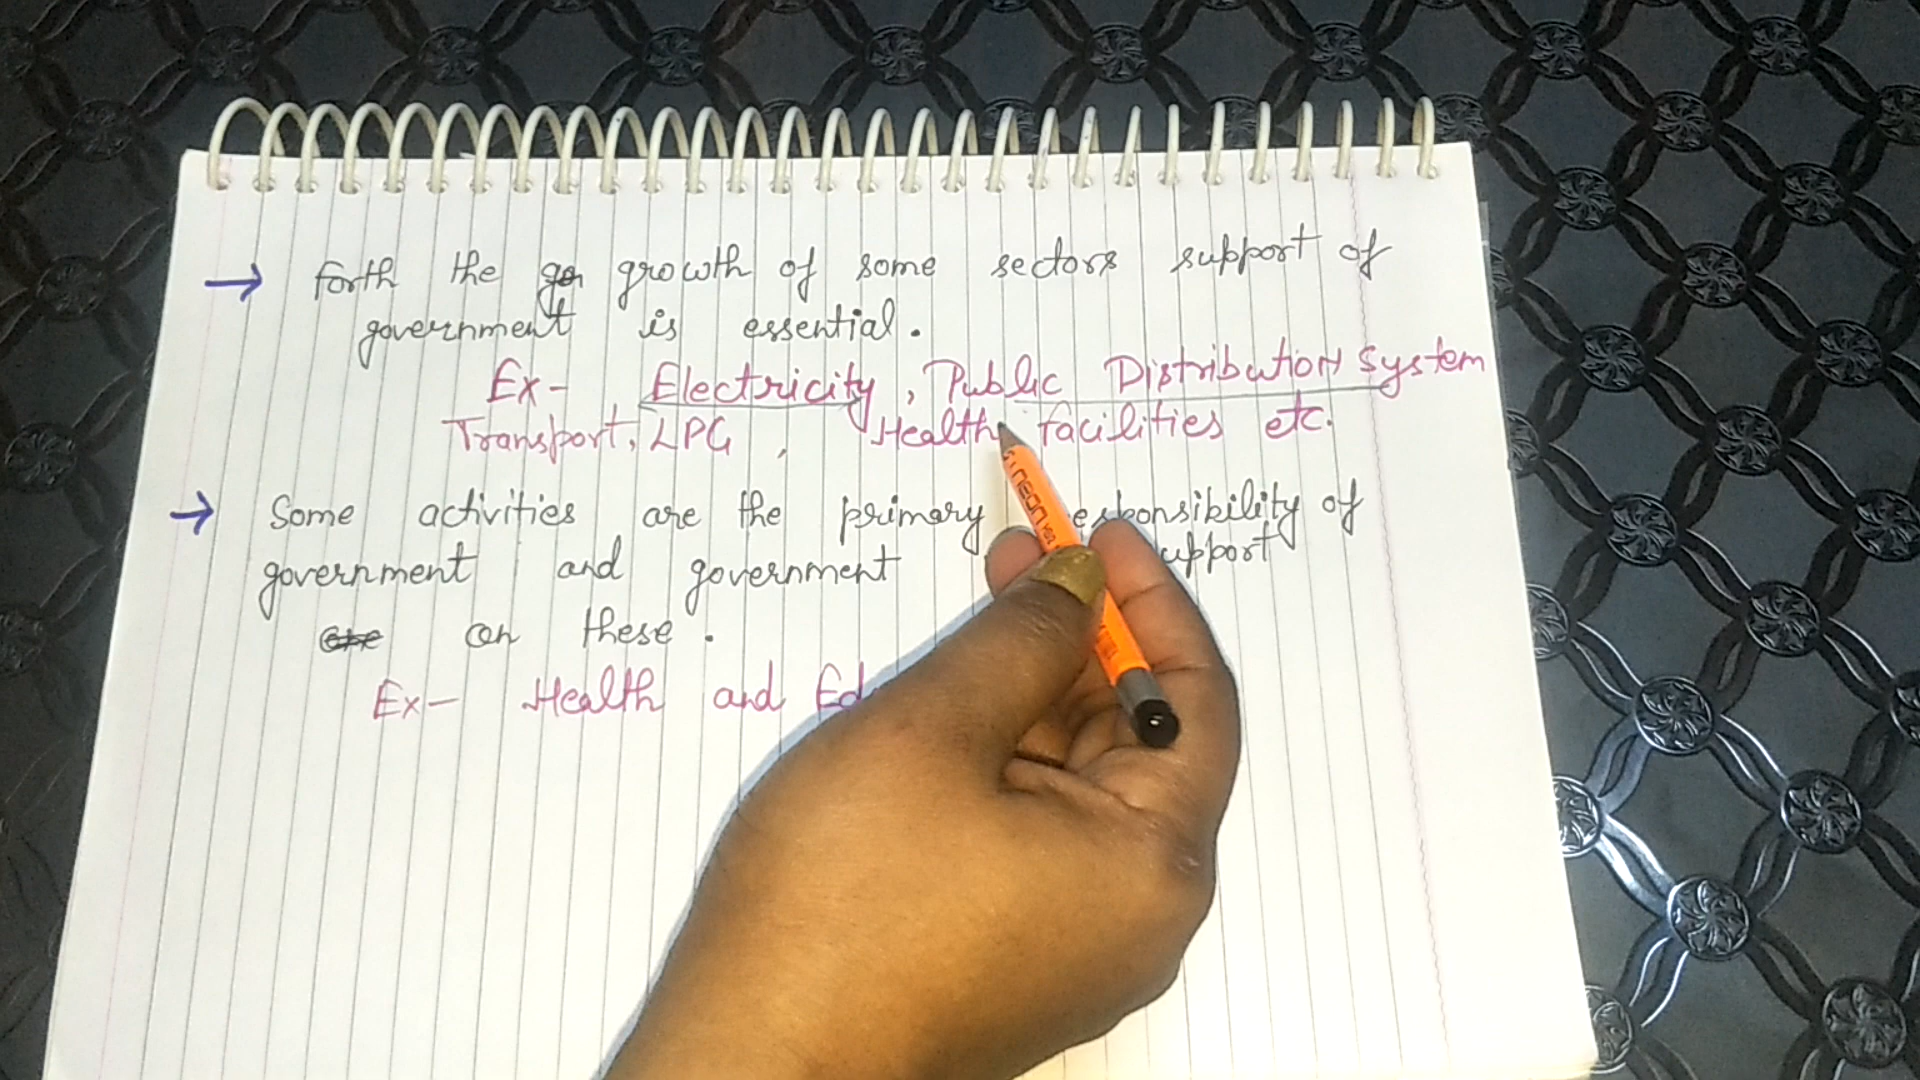 → forth the growth of some sectors support of
government is essential.
Ex- Electricity, Public Distribution System
Transport, LPG, Health facilities etc.
→ Some activities are the primary esponsibility of
government and government upport
on these.
Ex- Health and Ed
neon